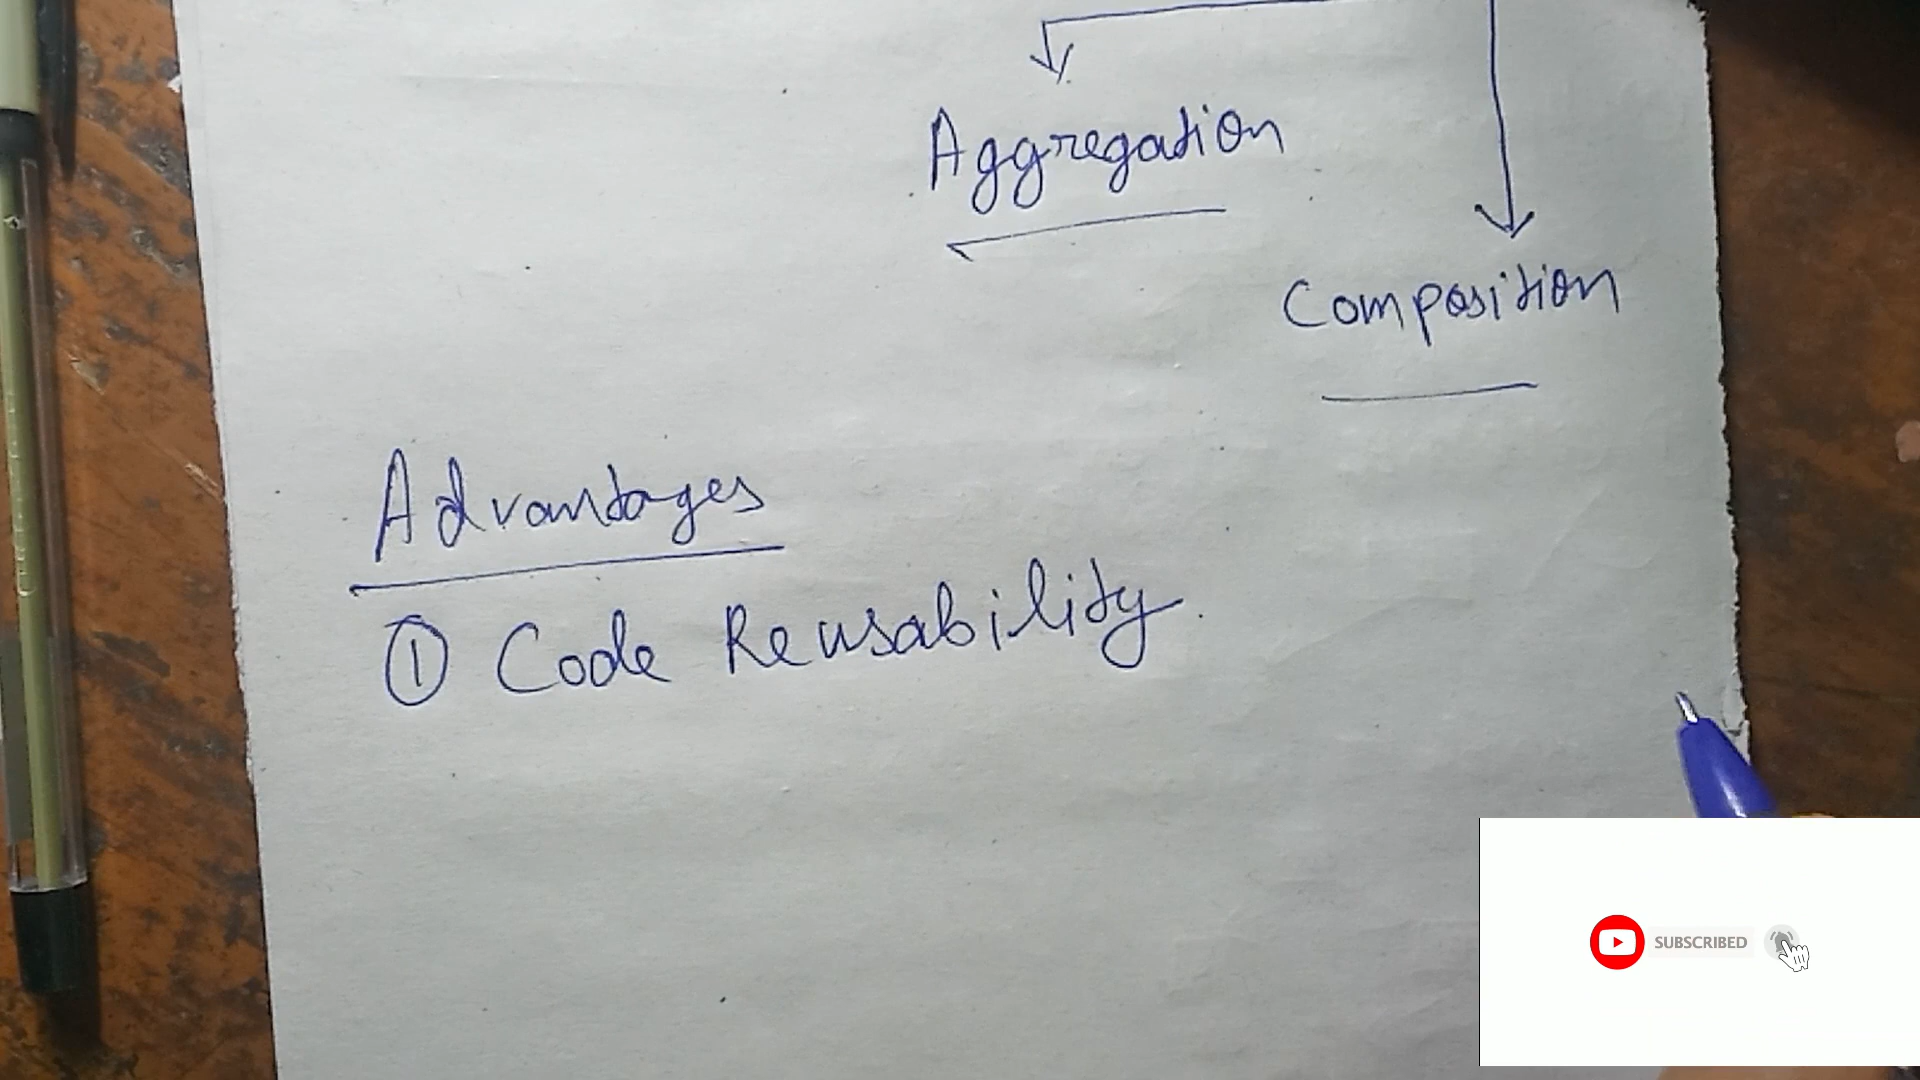 Aggregation
Composition
Advantages
① Code Reusability.
SUBSCRIBED